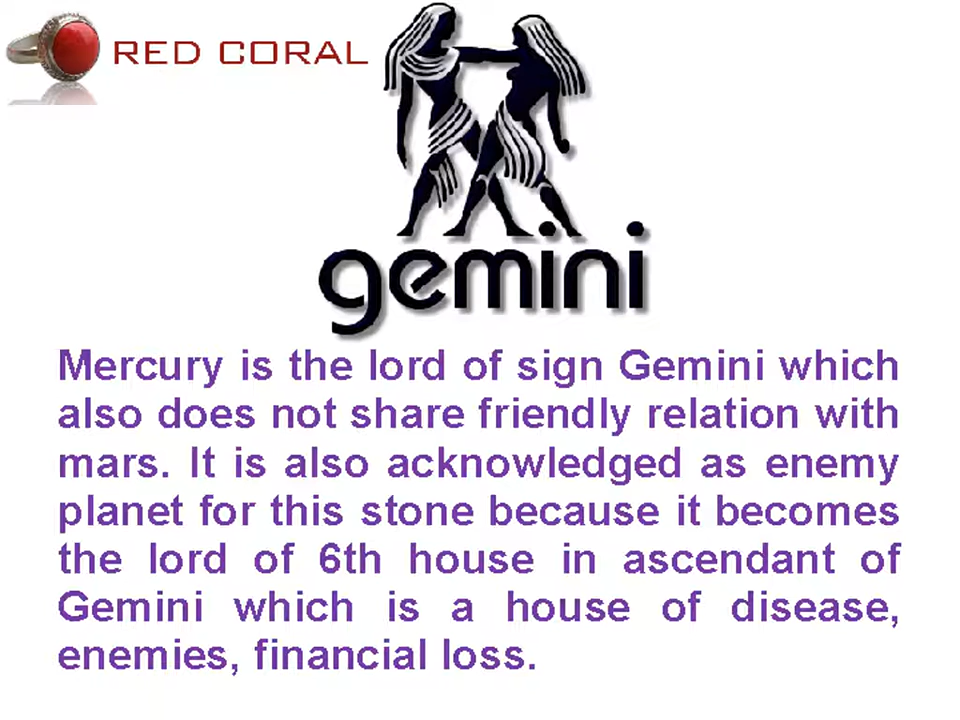 RED CORAL
gemini
Mercury is the lord of sign Gemini which
also does not share friendly relation with
mars. It is also acknowledged as enemy
planet for this stone because it becomes
the lord of 6th house in ascendant of
Gemini which is a house of disease,
enemies, financial loss.